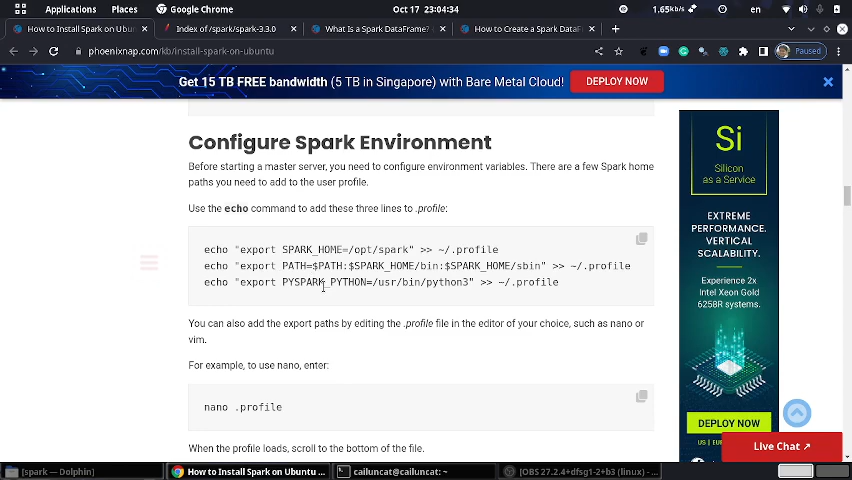 Applications
Places
Google Chrome
Oct 17 23:04:34
1.65kb/s
en
How to Install Spark on Ubun
Index of /spark/spark-3.3.0
What Is a Spark DataFrame?
How to Create a Spark DataF
phoenixnap.com/kb/install-spark-on-ubuntu
Paused
Get 15 TB FREE bandwidth (5 TB in Singapore) with Bare Metal Cloud!
DEPLOY NOW
Configure Spark Environment
Before starting a master server, you need to configure environment variables. There are a few Spark home
paths you need to add to the user profile.
Use the echo command to add these three lines to .profile:
echo "export SPARK_HOME=/opt/spark" >> ~/.profile
echo "export PATH=$PATH:$SPARK_HOME/bin:$SPARK_HOME/sbin" >> ~/.profile
echo "export PYSPARK_PYTHON=/usr/bin/python3" >> ~/.profile
You can also add the export paths by editing the .profile file in the editor of your choice, such as nano or
vim.
For example, to use nano, enter:
nano .profile
When the profile loads, scroll to the bottom of the file.
Si
Silicon
as a Service
EXTREME
PERFORMANCE.
VERTICAL
SCALABILITY.
Experience 2x
Intel Xeon Gold
6258R servers.
DEPLOY NOW
Live Chat ↗
[spark — Dolphin]
How to Install Spark on Ubuntu ...
cailuncat@cailuncat: ~
[OBS 27.2.4+dfsg1-2+b3 (linux) - ...